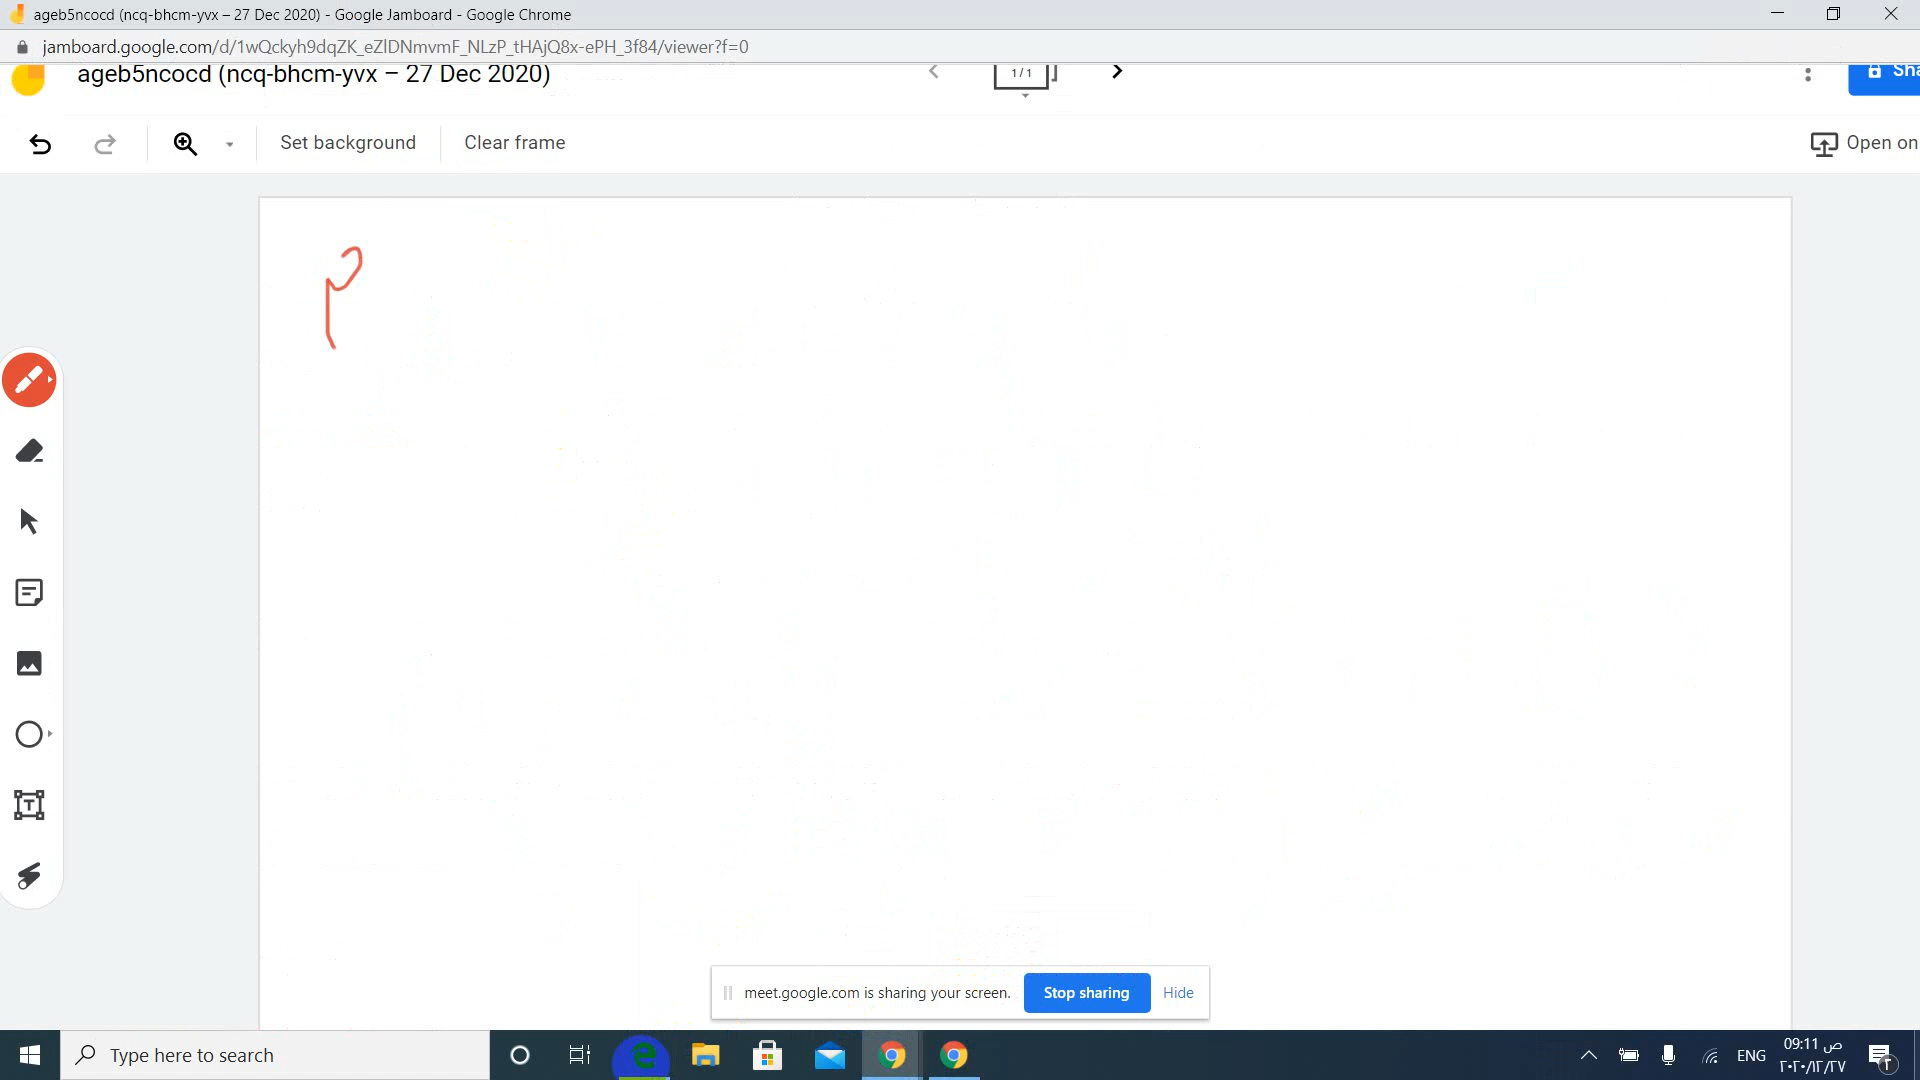 ageb5ncocd (ncq-bhcm-yvx – 27 Dec 2020) - Google Jamboard - Google Chrome
jamboard.google.com/d/1wQckyh9dqZK_eZlDNmvmF_NLzP_tHAjQ8x-ePH_3f84/viewer?f=0
ageb5ncocd (ncq-bhcm-yvx – 27 Dec 2020)
1 / 1
Sha
Set background
Clear frame
Open on
meet.google.com is sharing your screen.
Stop sharing
Hide
Type here to search
ENG
09:11 ص
٢٠٢٠/١٢/٢٧
٢